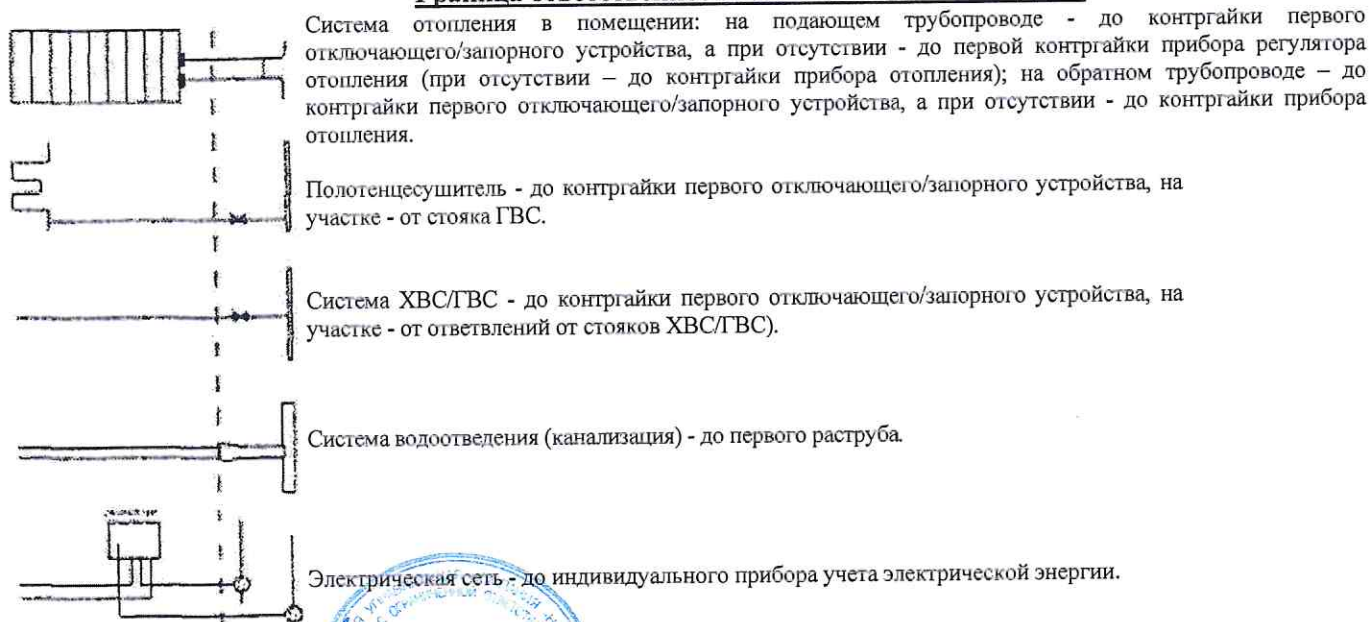 Граница
Система отопления в помещении: на подающем трубопроводе - до контргайки первого
отключающего/запорного устройства, а при отсутствии - до первой контргайки прибора регулятора
отопления (при отсутствии – до контргайки прибора отопления); на обратном трубопроводе – до
контргайки первого отключающего/запорного устройства, а при отсутствии - до контргайки прибора
отопления.
Полотенцесушитель - до контргайки первого отключающего/запорного устройства, на
участке - от стояка ГВС.
Система ХВС/ГВС - до контргайки первого отключающего/запорного устройства, на
участке - от ответвлений от стояков ХВС/ГВС).
Система водоотведения (канализация) - до первого раструба.
Электрическая сеть - до индивидуального прибора учета электрической энергии.